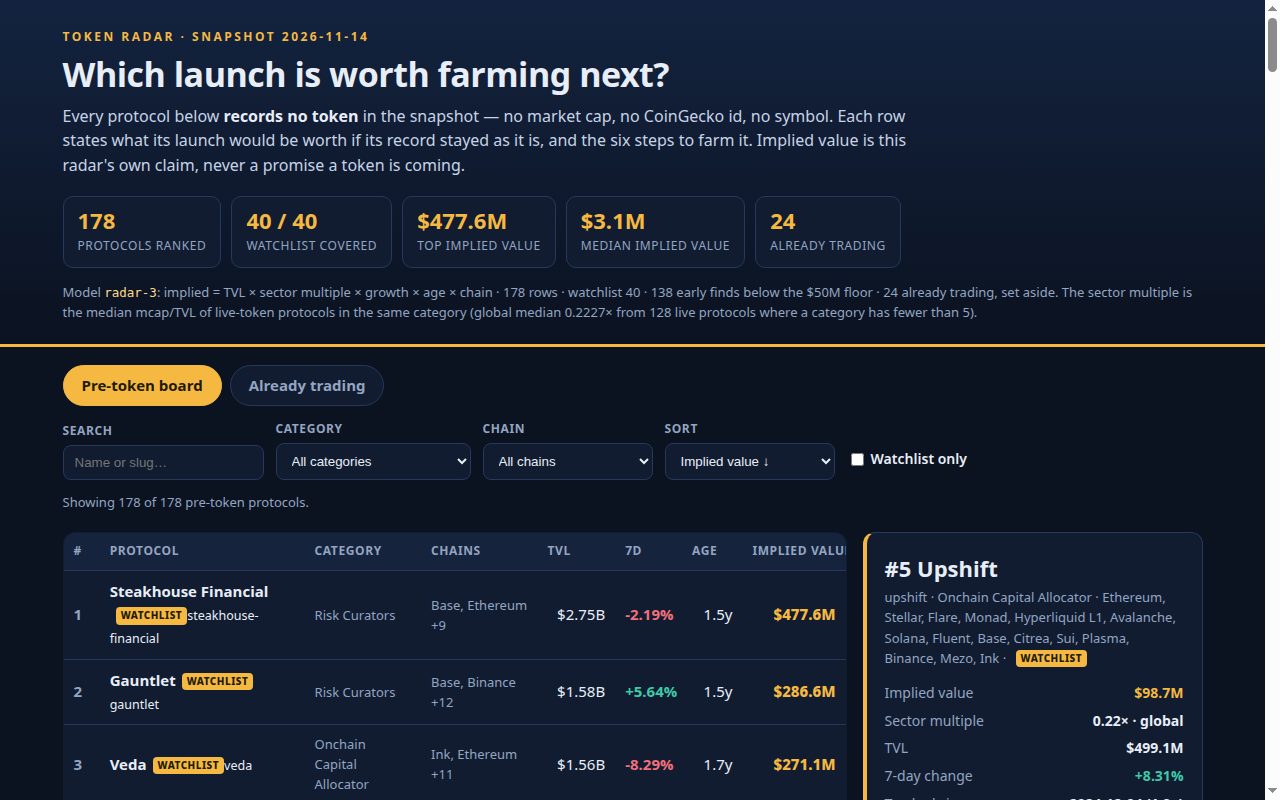 TOKEN RADAR · SNAPSHOT 2026-11-14
Which launch is worth farming next?
Every protocol below records no token in the snapshot — no market cap, no CoinGecko id, no symbol. Each row
states what its launch would be worth if its record stayed as it is, and the six steps to farm it. Implied value is this
radar's own claim, never a promise a token is coming.
178
PROTOCOLS RANKED
40 / 40
WATCHLIST COVERED
$477.6M
TOP IMPLIED VALUE
$3.1M
MEDIAN IMPLIED VALUE
24
ALREADY TRADING
Model radar-3: implied = TVL × sector multiple × growth × age × chain · 178 rows · watchlist 40 · 138 early finds below the $50M floor · 24 already trading, set aside. The sector multiple is
the median mcap/TVL of live-token protocols in the same category (global median 0.2227× from 128 live protocols where a category has fewer than 5).
Pre-token board
Already trading
SEARCH
Name or slug…
CATEGORY
All categories
CHAIN
All chains
SORT
Implied value ↓
Watchlist only
Showing 178 of 178 pre-token protocols.
# PROTOCOL CATEGORY CHAINS TVL 7D AGE IMPLIED VALU
1 Steakhouse Financial WATCHLIST steakhouse-financial Risk Curators Base, Ethereum +9 $2.75B -2.19% 1.5y $477.6M
2 Gauntlet WATCHLIST gauntlet Risk Curators Base, Binance +12 $1.58B +5.64% 1.5y $286.6M
3 Veda WATCHLIST veda Onchain Capital Allocator Ink, Ethereum +11 $1.56B -8.29% 1.7y $271.1M
#5 Upshift
upshift · Onchain Capital Allocator · Ethereum,
Stellar, Flare, Monad, Hyperliquid L1, Avalanche,
Solana, Fluent, Base, Citrea, Sui, Plasma,
Binance, Mezo, Ink · WATCHLIST
Implied value $98.7M
Sector multiple 0.22× · global
TVL $499.1M
7-day change +8.31%